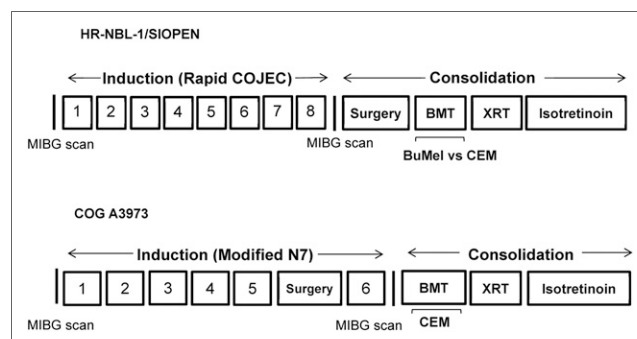 HR-NBL-1/SIOPEN
Induction (Rapid COJEC) Consolidation
1 2 3 4 5 6 7 8 Surgery BMT XRT Isotretinoin
MIBG scan MIBG scan
BuMel vs CEM
COG A3973
Induction (Modified N7) Consolidation
1 2 3 4 5 Surgery 6 BMT XRT Isotretinoin
MIBG scan MIBG scan
CEM